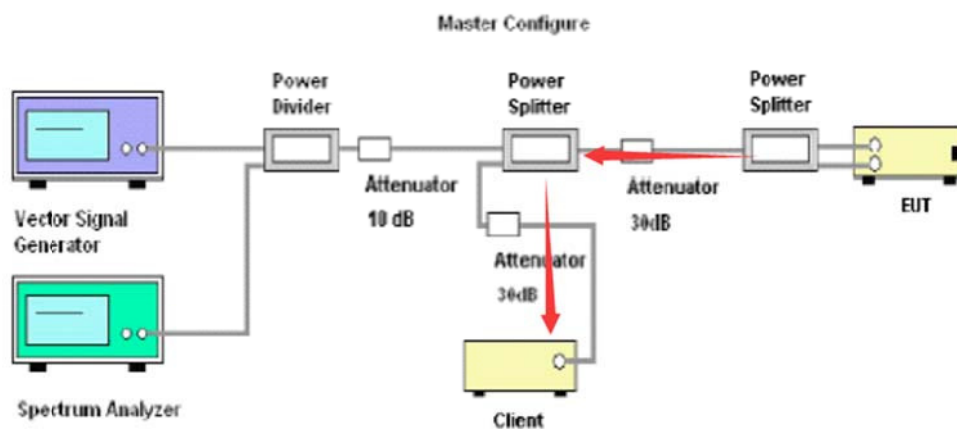 Master Configure
Power
Divider
Power
Splitter
Power
Splitter
Attenuator
10 dB
Attenuator
30dB
EUT
Vector Signal
Generator
Attenuator
30dB
Spectrum Analyzer
Client